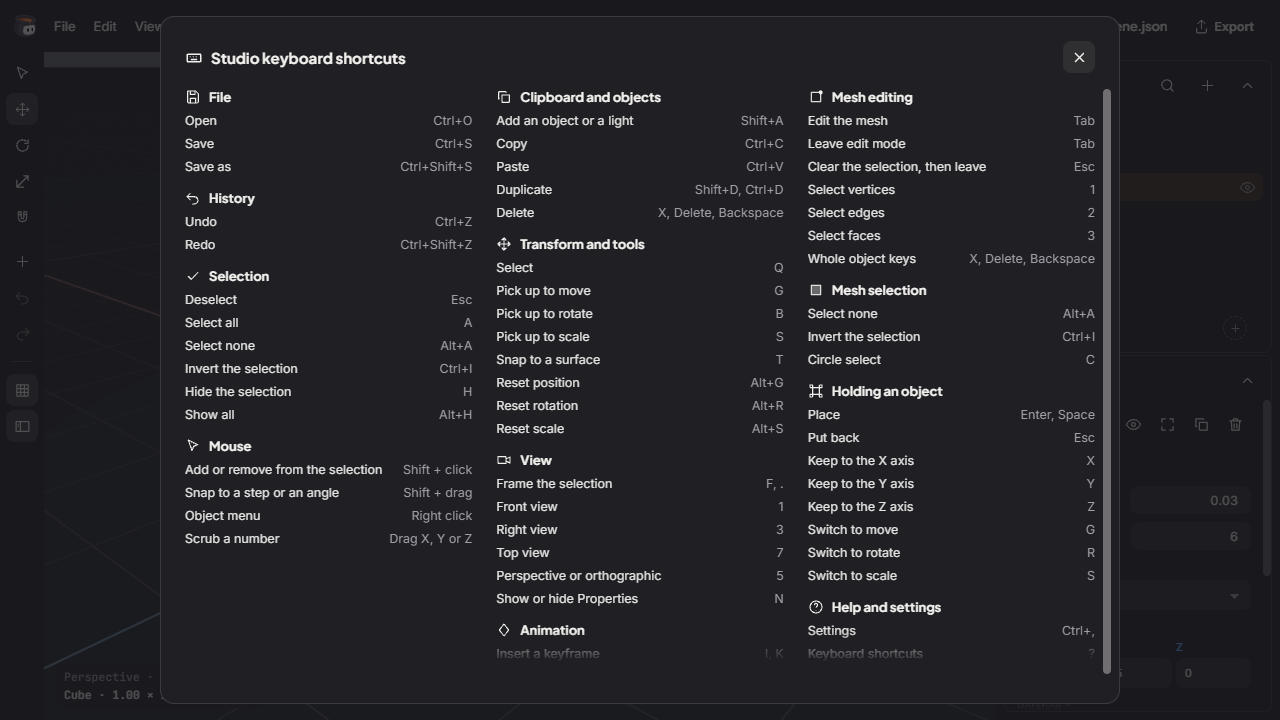 File Edit View
ene.json Export
Studio keyboard shortcuts
File
Open Ctrl+O
Save Ctrl+S
Save as Ctrl+Shift+S
History
Undo Ctrl+Z
Redo Ctrl+Shift+Z
Selection
Deselect Esc
Select all A
Select none Alt+A
Invert the selection Ctrl+I
Hide the selection H
Show all Alt+H
Mouse
Add or remove from the selection Shift + click
Snap to a step or an angle Shift + drag
Object menu Right click
Scrub a number Drag X, Y or Z
Clipboard and objects
Add an object or a light Shift+A
Copy Ctrl+C
Paste Ctrl+V
Duplicate Shift+D, Ctrl+D
Delete X, Delete, Backspace
Transform and tools
Select Q
Pick up to move G
Pick up to rotate B
Pick up to scale S
Snap to a surface T
Reset position Alt+G
Reset rotation Alt+R
Reset scale Alt+S
View
Frame the selection F, .
Front view 1
Right view 3
Top view 7
Perspective or orthographic 5
Show or hide Properties N
Animation
Insert a keyframe I, K
Mesh editing
Edit the mesh Tab
Leave edit mode Tab
Clear the selection, then leave Esc
Select vertices 1
Select edges 2
Select faces 3
Whole object keys X, Delete, Backspace
Mesh selection
Select none Alt+A
Invert the selection Ctrl+I
Circle select C
Holding an object
Place Enter, Space
Put back Esc
Keep to the X axis X
Keep to the Y axis Y
Keep to the Z axis Z
Switch to move G
Switch to rotate R
Switch to scale S
Help and settings
Settings Ctrl+,
Keyboard shortcuts ?
0.03
6
Z
0
Perspective ·
Cube · 1.00 ×